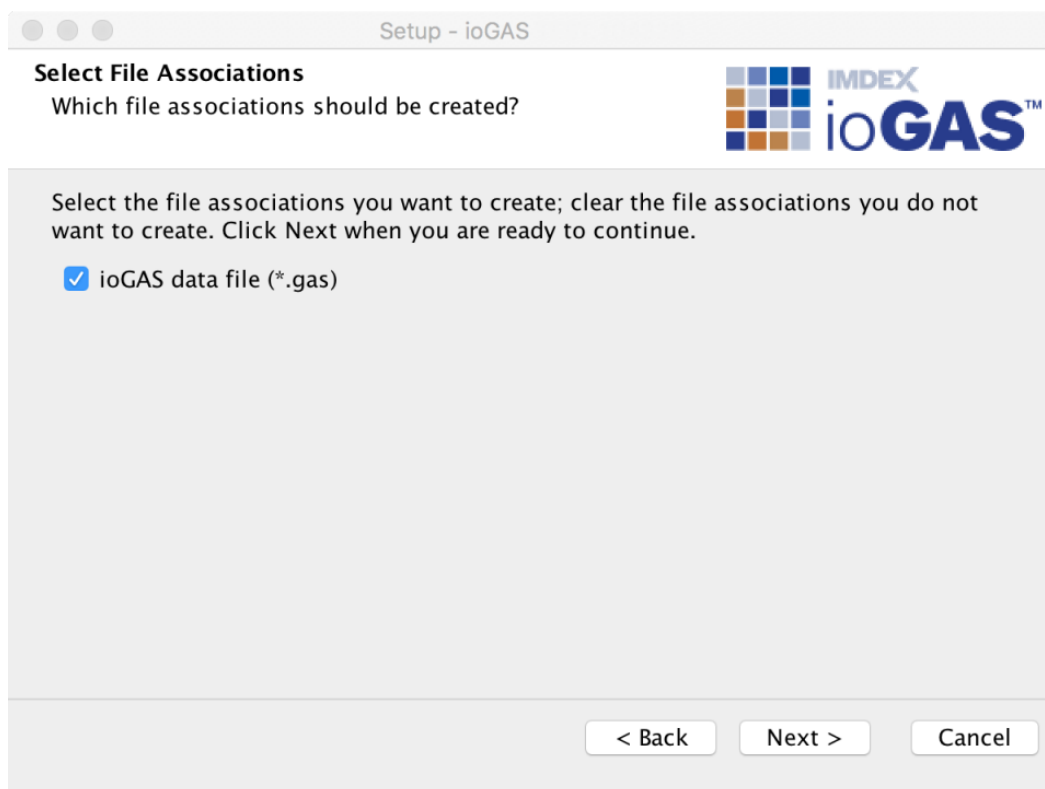 Setup - ioGAS
Select File Associations
Which file associations should be created?
IMDEX
ioGAS™
Select the file associations you want to create; clear the file associations you do not
want to create. Click Next when you are ready to continue.
ioGAS data file (*.gas)
< Back
Next >
Cancel